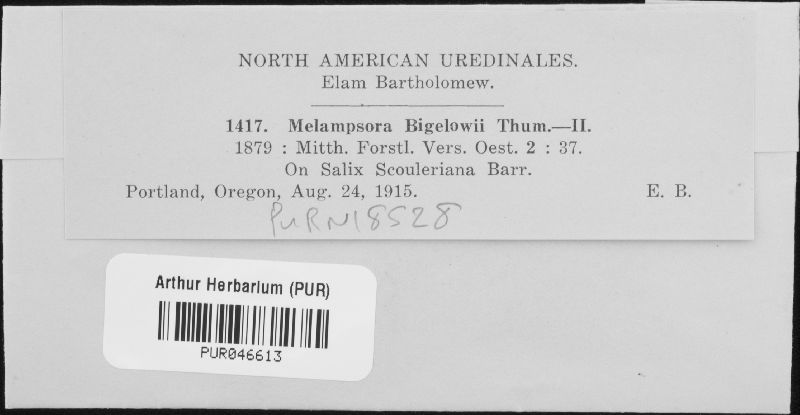 NORTH AMERICAN UREDINALES.
Elam Bartholomew.
1417. Melampsora Bigelowii Thum.—II.
1879 : Mitth. Forstl. Vers. Oest. 2 : 37.
On Salix Scouleriana Barr.
Portland, Oregon, Aug. 24, 1915. E. B.
PURN18528
Arthur Herbarium (PUR)
PUR046613